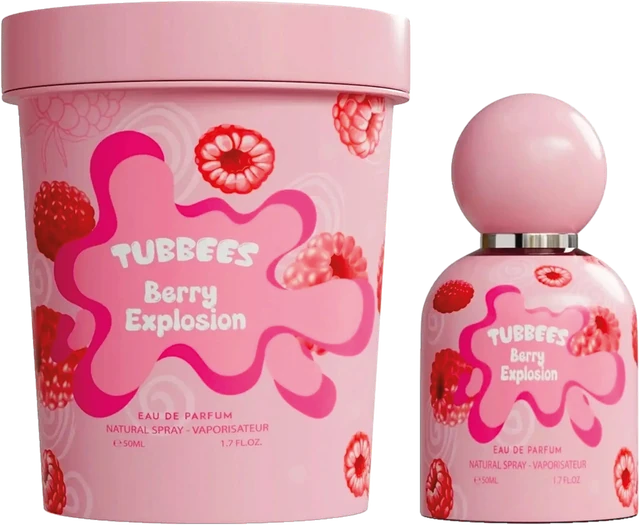 TUBBEES
Berry
Explosion
EAU DE PARFUM
NATURAL SPRAY - VAPORISATEUR
e 50ML 1.7 FL.OZ.
TUBBEES
Berry
Explosion
EAU DE PARFUM
NATURAL SPRAY - VAPORISATEUR
e 50ML 1.7 FL.OZ.